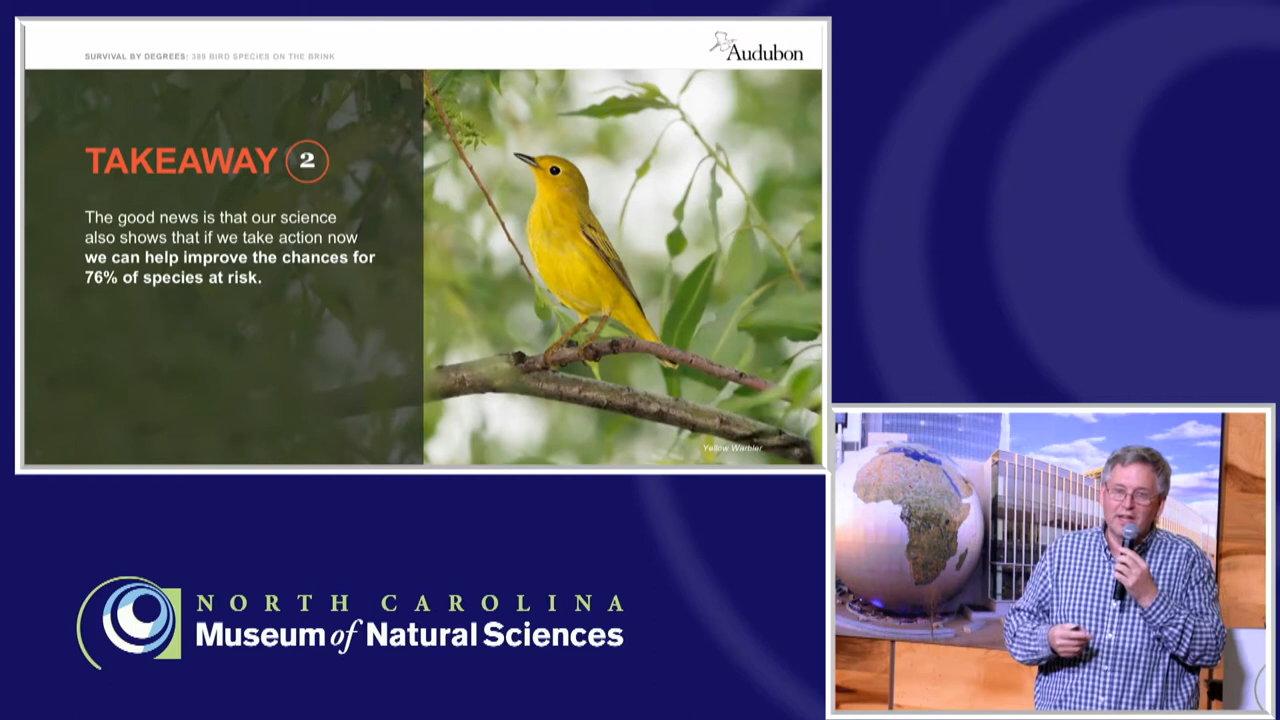 SURVIVAL BY DEGREES: 389 BIRD SPECIES ON THE BRINK
Audubon
TAKEAWAY 2
The good news is that our science
also shows that if we take action now
we can help improve the chances for
76% of species at risk.
Yellow Warbler
NORTH CAROLINA
Museum of Natural Sciences